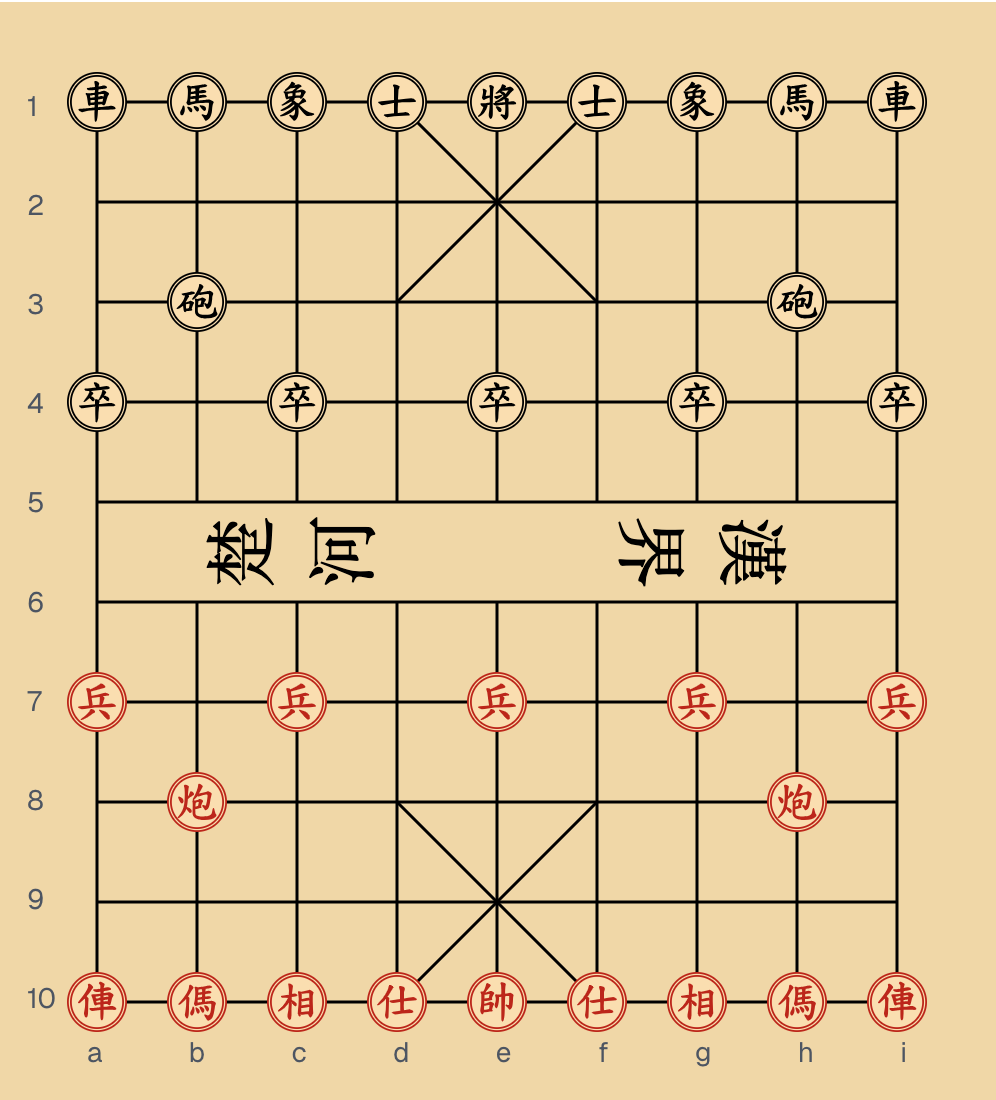 1 車 馬 象 士 將 士 象 馬 車
2
3 砲 砲
4 卒 卒 卒 卒 卒
5
楚 河 界 漢
6
7 兵 兵 兵 兵 兵
8 炮 炮
9
10 俥 傌 相 仕 帥 仕 相 傌 俥
a b c d e f g h i